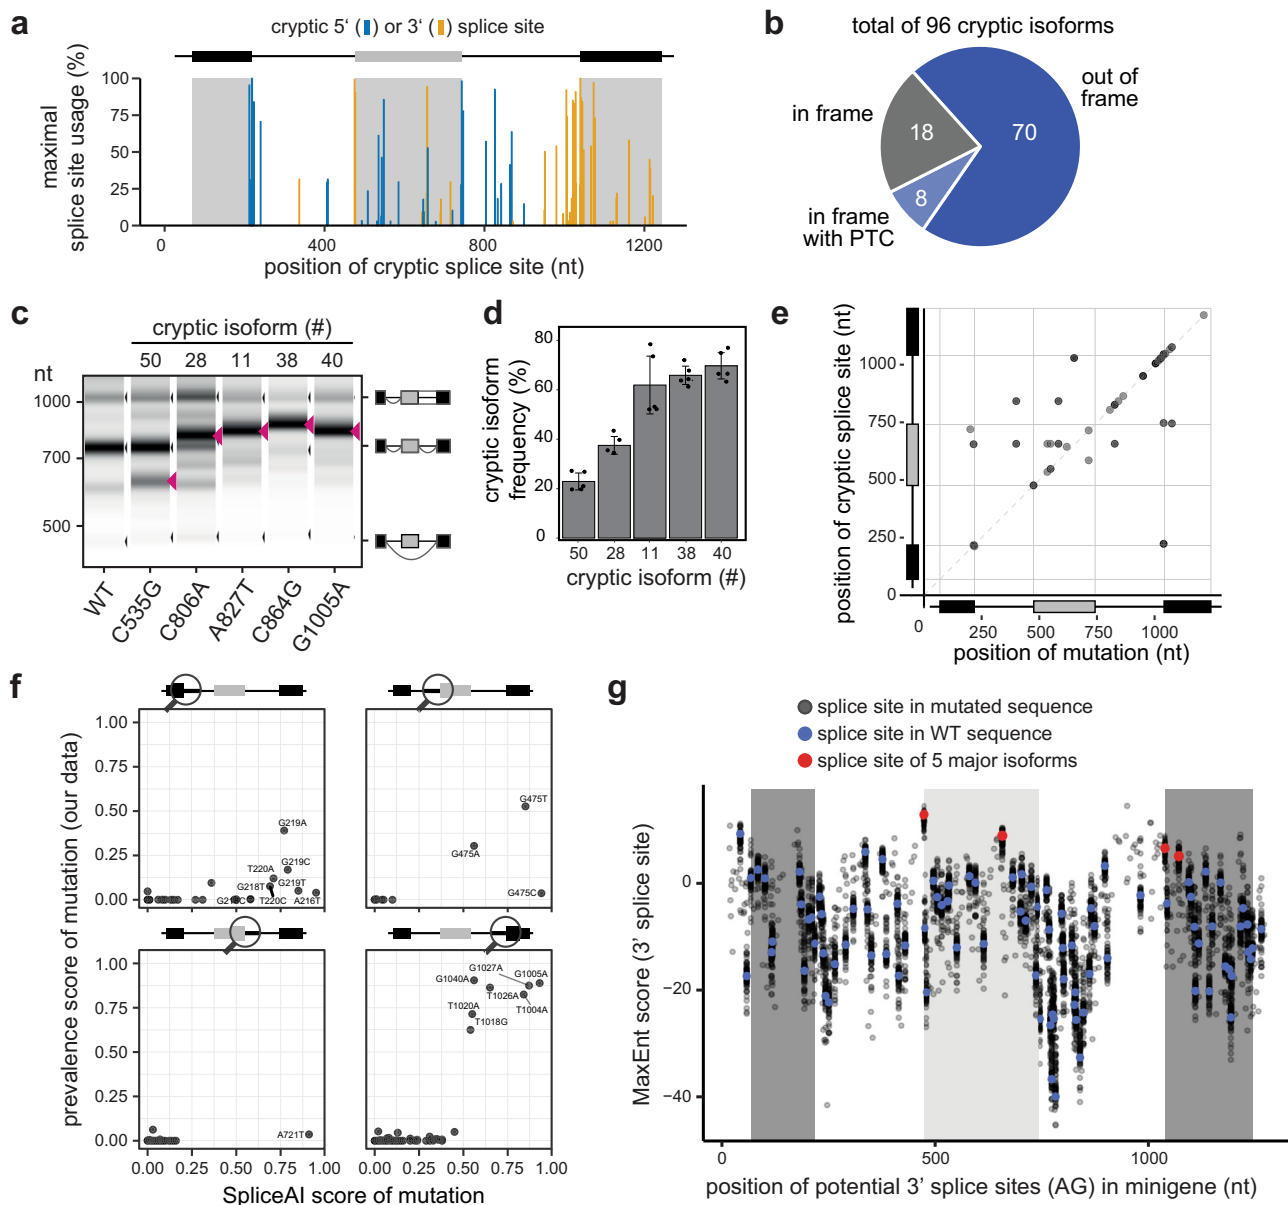 a
cryptic 5‘ ( ) or 3‘ ( ) splice site
maximal
splice site usage (%)
100
75
50
25
0
0
400
800
1200
position of cryptic splice site (nt)
b
total of 96 cryptic isoforms
out of
frame
in frame
in frame
with PTC
70
18
8
c
cryptic isoform (#)
50
28
11
38
40
nt
1000
700
500
WT
C535G
C806A
A827T
C864G
G1005A
d
cryptic isoform
frequency (%)
80
60
40
20
0
50
28
11
38
40
cryptic isoform (#)
e
position of cryptic splice site (nt)
1000
750
500
250
0
0
250
500
750
1000
position of mutation (nt)
f
prevalence score of mutation (our data)
1.00
0.75
0.50
0.25
0.00
G219A
G219C
T220A
G218T
G219T
T220C
A216T
G475T
G475A
G475C
1.00
0.75
0.50
0.25
0.00
A721T
G1027A
G1040A
G1005A
T1026A
T1004A
T1020A
T1018G
0.00
0.25
0.50
0.75
1.00
0.00
0.25
0.50
0.75
1.00
SpliceAI score of mutation
g
splice site in mutated sequence
splice site in WT sequence
splice site of 5 major isoforms
MaxEnt score (3' splice site)
0
−20
−40
0
500
1000
position of potential 3' splice sites (AG) in minigene (nt)